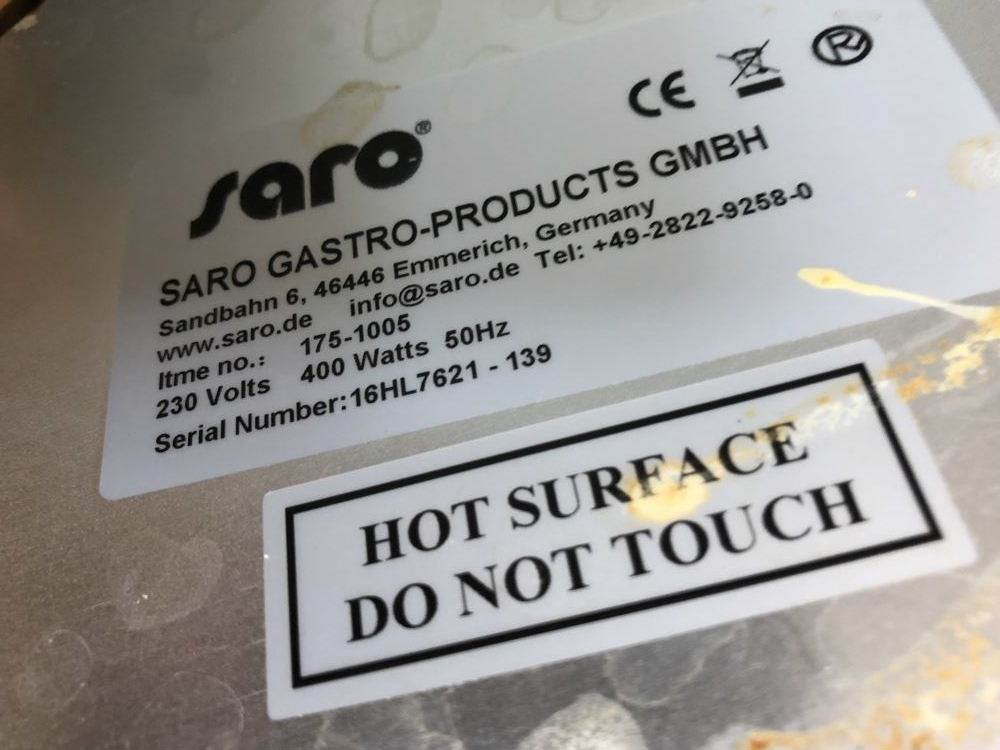 CE
saro®
SARO GASTRO-PRODUCTS GMBH
Sandbahn 6, 46446 Emmerich, Germany
www.saro.de info@saro.de Tel: +49-2822-9258-0
Itme no.: 175-1005
230 Volts 400 Watts 50Hz
Serial Number:16HL7621 - 139
HOT SURFACE
DO NOT TOUCH